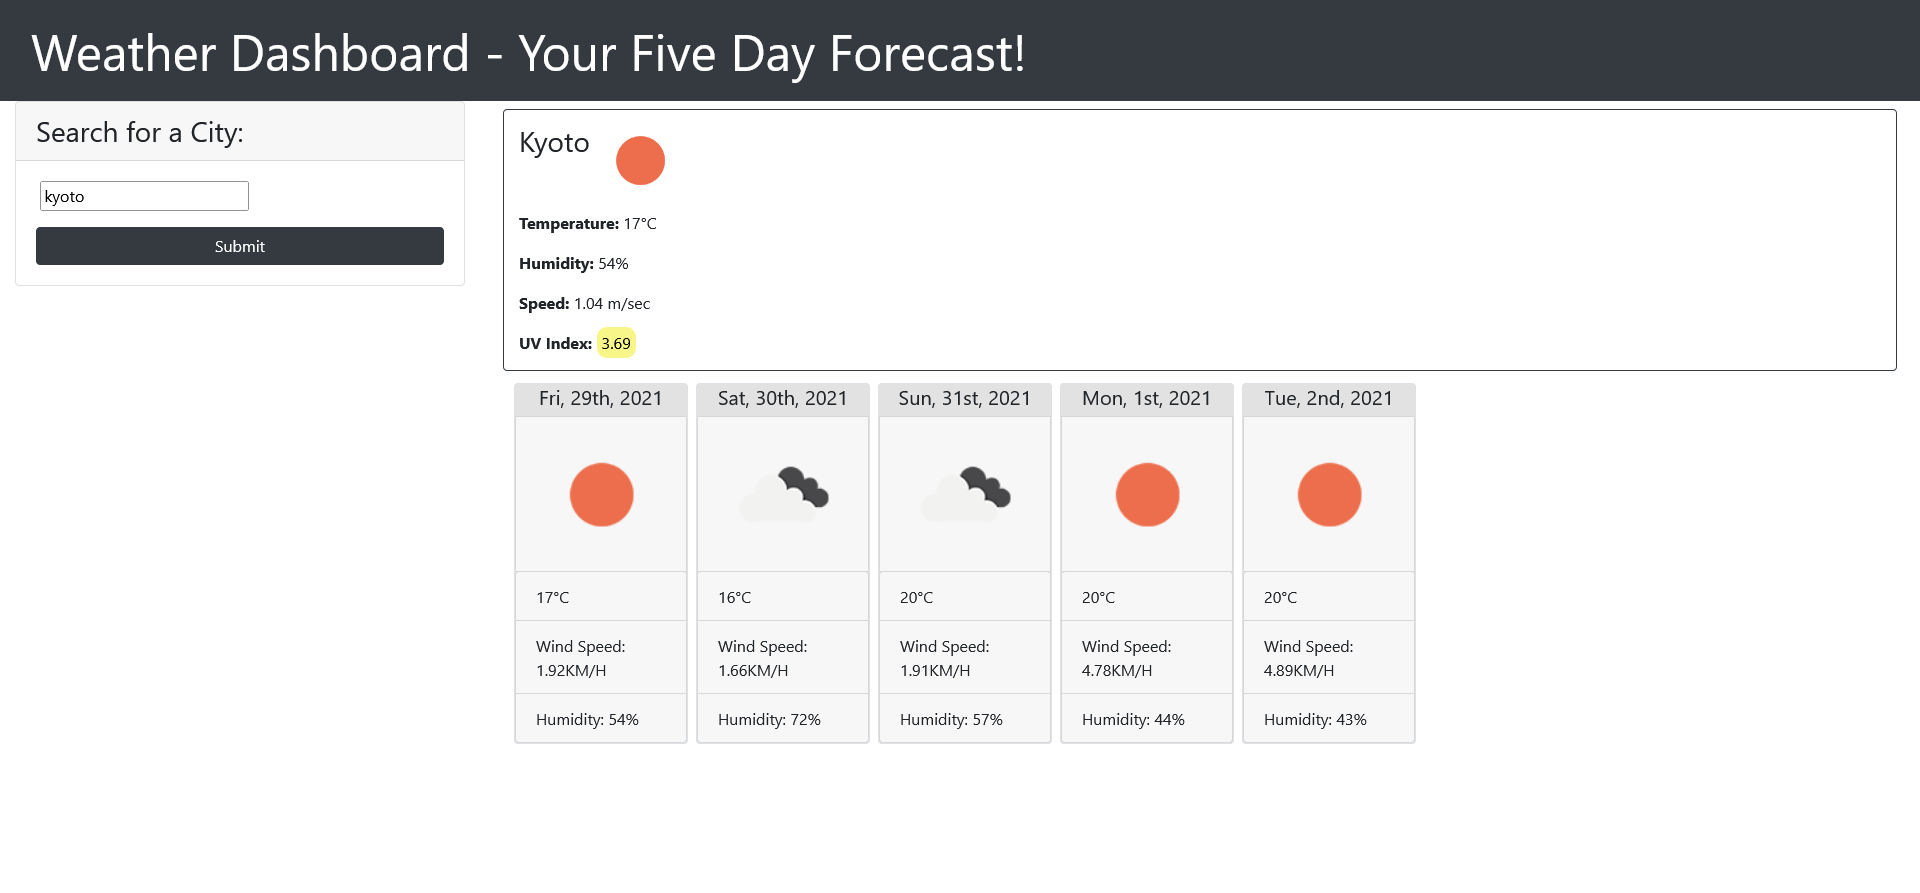 Weather Dashboard - Your Five Day Forecast!
Search for a City:
kyoto
Submit
Kyoto
Temperature: 17°C
Humidity: 54%
Speed: 1.04 m/sec
UV Index: 3.69
Fri, 29th, 2021
17°C
Wind Speed:
1.92KM/H
Humidity: 54%
Sat, 30th, 2021
16°C
Wind Speed:
1.66KM/H
Humidity: 72%
Sun, 31st, 2021
20°C
Wind Speed:
1.91KM/H
Humidity: 57%
Mon, 1st, 2021
20°C
Wind Speed:
4.78KM/H
Humidity: 44%
Tue, 2nd, 2021
20°C
Wind Speed:
4.89KM/H
Humidity: 43%